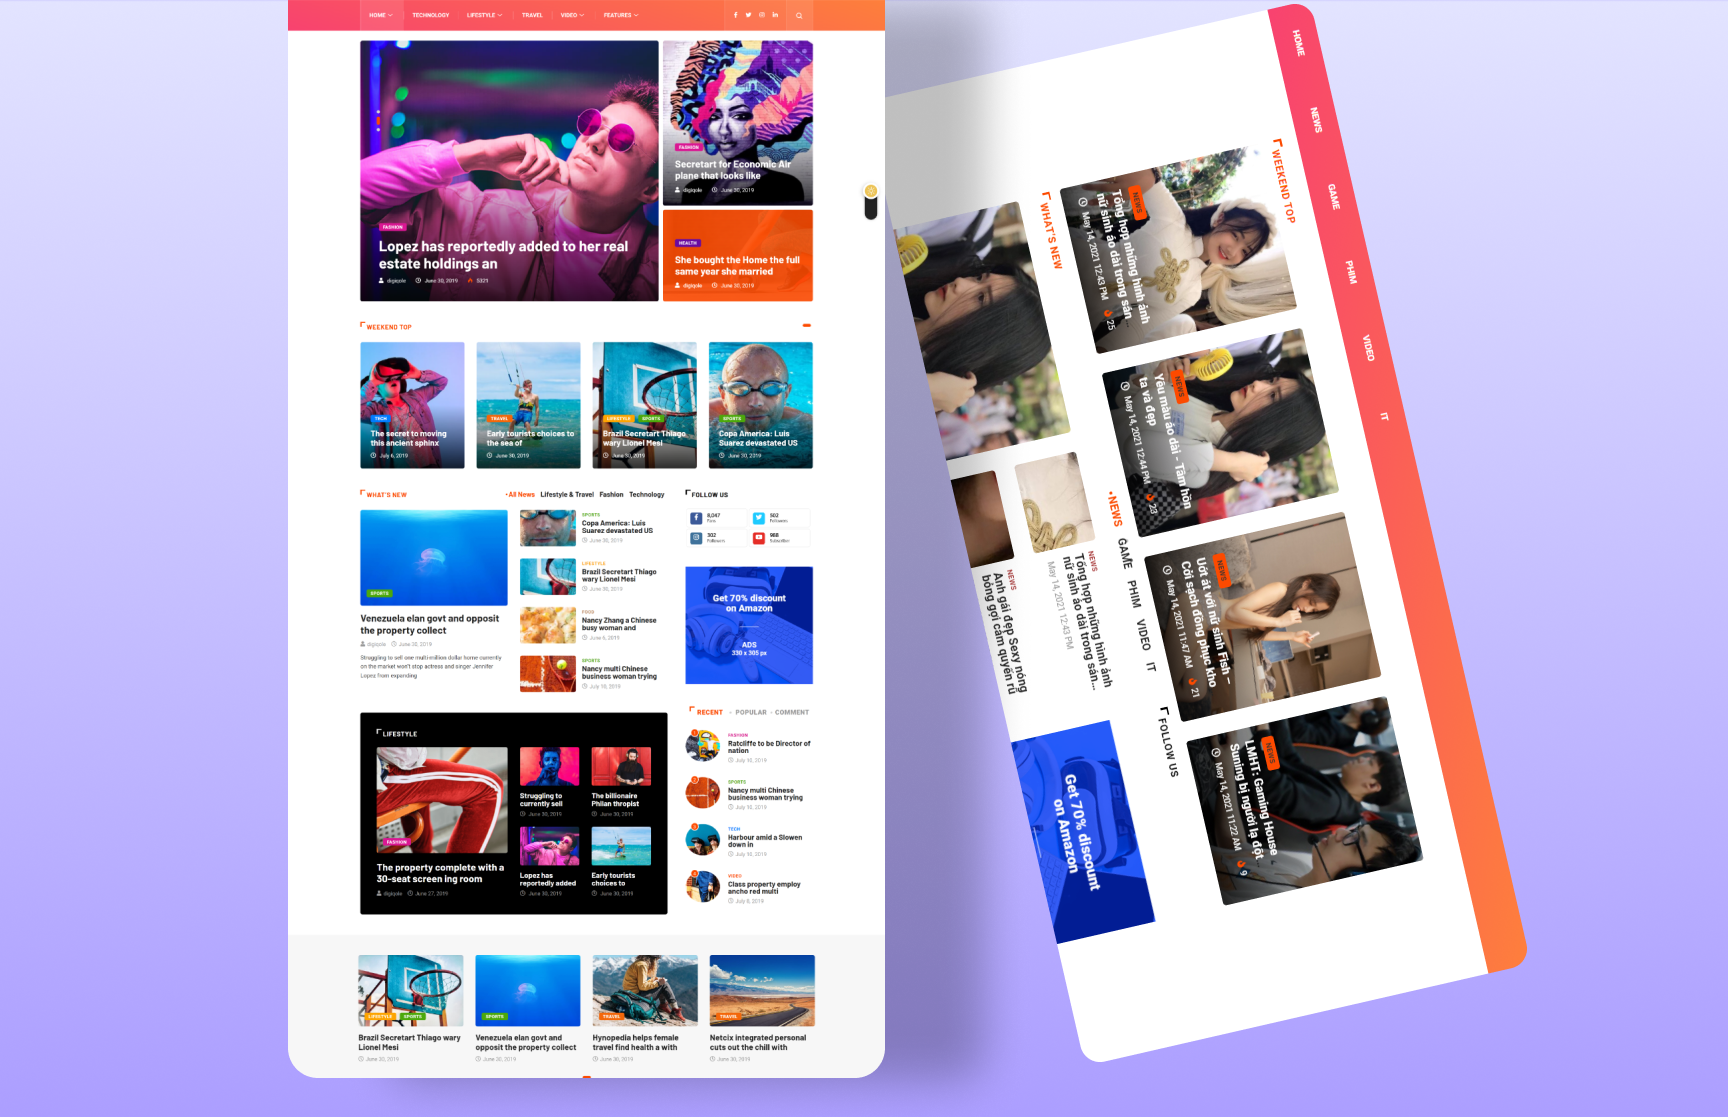 HOME
TECHNOLOGY
LIFESTYLE
TRAVEL
VIDEO
FEATURES
FASHION
Lopez has reportedly added to her real
estate holdings an
digiqole June 30, 2019 5321
FASHION
Secretart for Economic Air
plane that looks like
digiqole June 30, 2019
HEALTH
She bought the Home the full
same year she married
digiqole June 30, 2019
WEEKEND TOP
TECH
The secret to moving
this ancient sphinx
July 6, 2019
TRAVEL
Early tourists choices to
the sea of
June 30, 2019
LIFESTYLE SPORTS
Brazil Secretart Thiago
wary Lionel Mesi
June 30, 2019
SPORTS
Copa America: Luis
Suarez devastated US
June 30, 2019
WHAT'S NEW
All News Lifestyle & Travel Fashion Technology
SPORTS
Venezuela elan govt and opposit
the property collect
digiqole June 30, 2019
Struggling to sell one multi-million dollar home currently
on the market won't stop actress and singer Jennifer
Lopez from expanding
SPORTS
Copa America: Luis
Suarez devastated US
June 30, 2019
LIFESTYLE
Brazil Secretart Thiago
wary Lionel Mesi
June 30, 2019
FOOD
Nancy Zhang a Chinese
busy woman and
June 6, 2019
SPORTS
Nancy multi Chinese
business woman trying
July 10, 2019
FOLLOW US
8,047
Fans
502
Followers
302
Followers
988
Subscriber
Get 70% discount
on Amazon
ADS
330 x 305 px
LIFESTYLE
FASHION
The property complete with a
30-seat screen ing room
digiqole June 27, 2019
Struggling to
currently sell
June 30, 2019
The billionaire
Philan thropist
June 30, 2019
Lopez has
reportedly added
June 30, 2019
Early tourists
choices to
June 30, 2019
RECENT - POPULAR - COMMENT
1
FASHION
Ratcliffe to be Director of
nation
July 10, 2019
2
SPORTS
Nancy multi Chinese
business woman trying
July 10, 2019
3
TECH
Harbour amid a Slowen
down in
July 10, 2019
4
VIDEO
Class property employ
ancho red multi
July 8, 2019
LIFESTYLE SPORTS
Brazil Secretart Thiago wary
Lionel Mesi
June 30, 2019
SPORTS
Venezuela elan govt and
opposit the property collect
June 30, 2019
TRAVEL
Hynopedia helps female
travel find health a with
June 30, 2019
TRAVEL
Netcix integrated personal
cuts out the chill with
June 30, 2019
HOME
NEWS
GAME
PHIM
VIDEO
IT
WEEKEND TOP
NEWS
Tổng hợp những hình ảnh
nữ sinh áo dài trong sán...
May 14, 2021 12:43 PM 25
NEWS
Yêu màu áo dài - Tâm hồn
ta và đẹp
May 14, 2021 12:44 PM 23
NEWS
Uớt át với nữ sinh Fish –
Cởi sạch đồng phục kho
May 14, 2021 11:47 AM 21
NEWS
LMHT: Gaming House
Suning bị người lạ đột
May 14, 2021 11:22 AM 9
WHAT'S NEW
NEWS GAME PHIM VIDEO IT
NEWS
Tổng hợp những hình ảnh
nữ sinh áo dài trong sán...
May 14, 2021 12:43 PM
NEWS
Anh gái đẹp Sexy nóng
bỏng gợi cảm quyến rũ
FOLLOW US
Get 70% discount
on Amazon